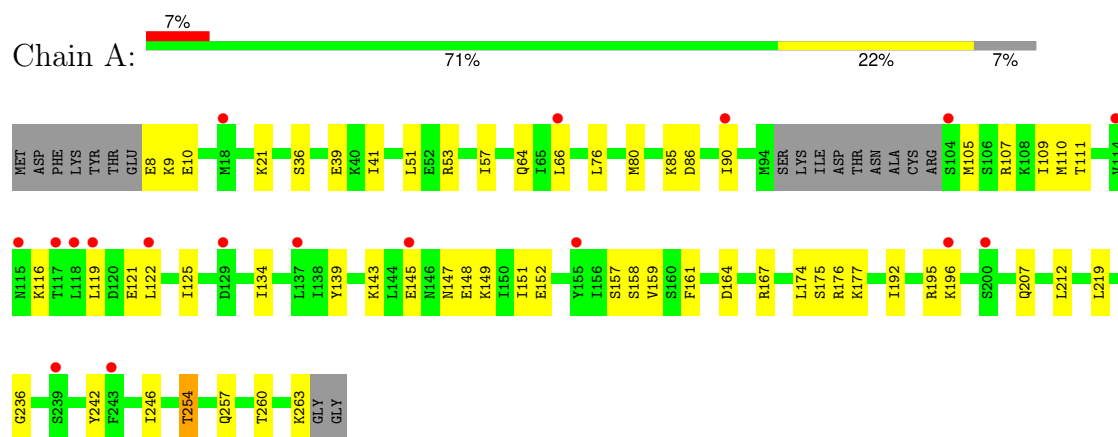 7%
Chain A:
71% 22% 7%
MET ASP PHE LYS TYR THR GLU E8 K9 E10 M18 K21 S36 E39 K40 I41 L51 E52 R53 I57 Q64 I65 L66 L76 M80 K85 D86 I90 M94 SER LYS ILE ASP THR ASN ALA CYS ARG S104 M105 S106 R107 K108 I109 M110 T111 V114
N115 K116 T117 L118 L119 D120 E121 L122 I125 D129 I134 L137 I138 Y139 K143 L144 E145 N146 N147 E148 K149 I150 I151 E152 Y155 I156 S157 S158 V159 S160 F161 D164 R167 L174 S175 R176 K177 I192 R195 K196 S200 Q207 L212 L219
G236 S239 Y242 F243 I246 T254 Q257 T260 K263 GLY GLY